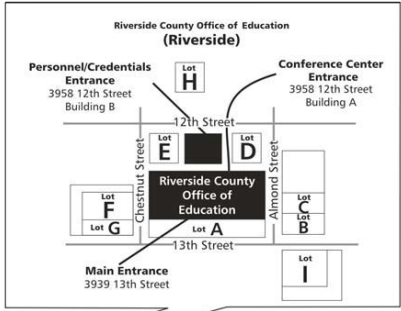 Riverside County Office of Education
(Riverside)
Personnel/Credentials
Entrance
3958 12th Street
Building B
Lot
H
Conference Center
Entrance
3958 12th Street
Building A
12th Street
Chestnut Street
Lot
E
Lot
D
Almond Street
Riverside County
Office of
Education
Lot
F
Lot G
Lot A
Lot
C
Lot
B
13th Street
Main Entrance
3939 13th Street
Lot
I